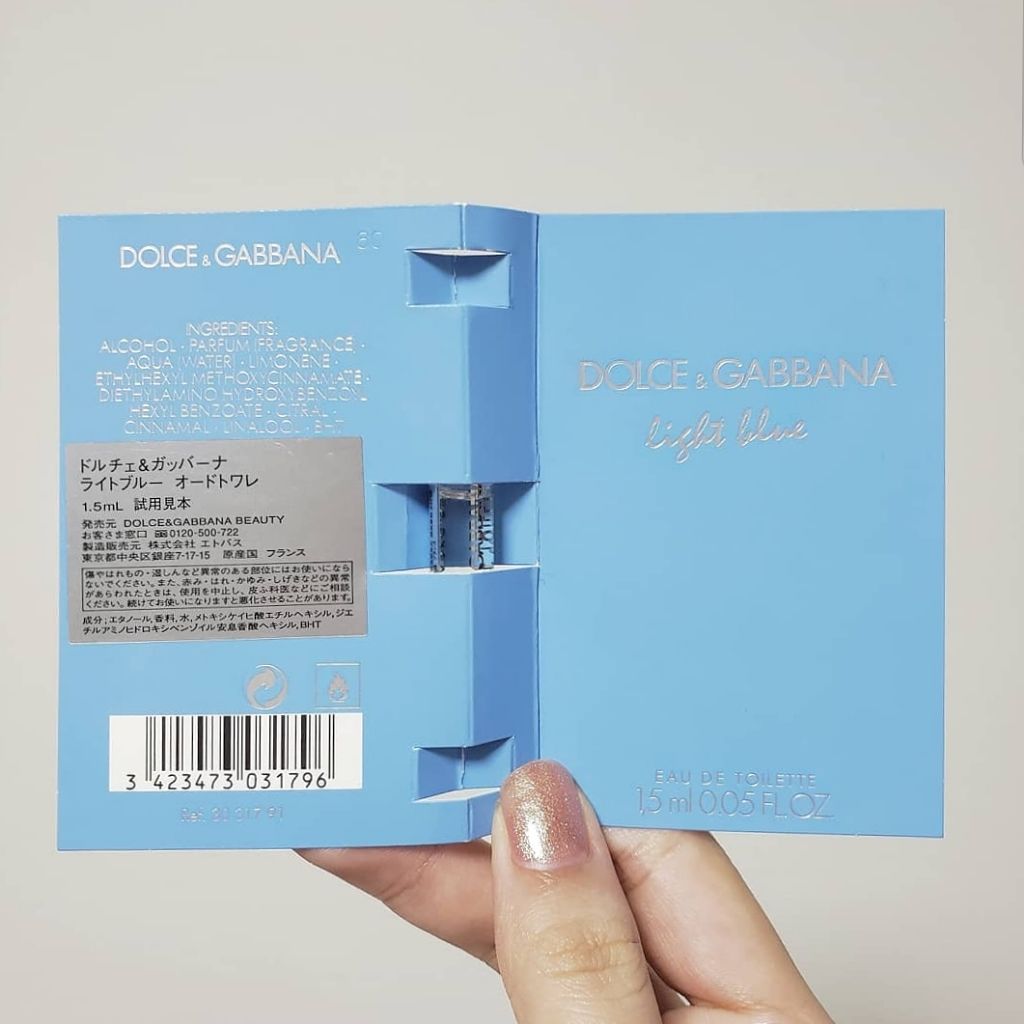 DOLCE & GABBANA
INGREDIENTS:
ALCOHOL · PARFUM (FRAGRANCE) ·
AQUA (WATER) · LIMONENE ·
ETHYLHEXYL METHOXYCINNAMATE ·
DIETHYLAMINO HYDROXYBENZOYL
HEXYL BENZOATE · CITRAL ·
CINNAMAL · LINALOOL · BHT
ドルチェ&ガッバーナ
ライトブルー オードトワレ
1.5mL 試用見本
発売元 DOLCE&GABBANA BEAUTY
お客さま窓口 0120-500-722
製造販売元 株式会社 エトバス
東京都中央区銀座7-17-15 原産国 フランス
傷やはれもの・湿しんなど異常のある部位にはお使いになら
ないでください。また、赤み・はれ・かゆみ・しげきなどの異常
があらわれたときは、使用を中止し、皮ふ科医などにご相談
ください。続けてお使いになりますと悪化させることがあります。
成分;エタノール,香料,水,メトキシケイヒ酸エチルヘキシル,ジエ
チルアミノヒドロキシベンゾイル安息香酸ヘキシル,BHT
3 423473 031796
Ref. 30 317 91
DOLCE & GABBANA
light blue
EAU DE TOILETTE
1,5 ml 0.05 FL.OZ.